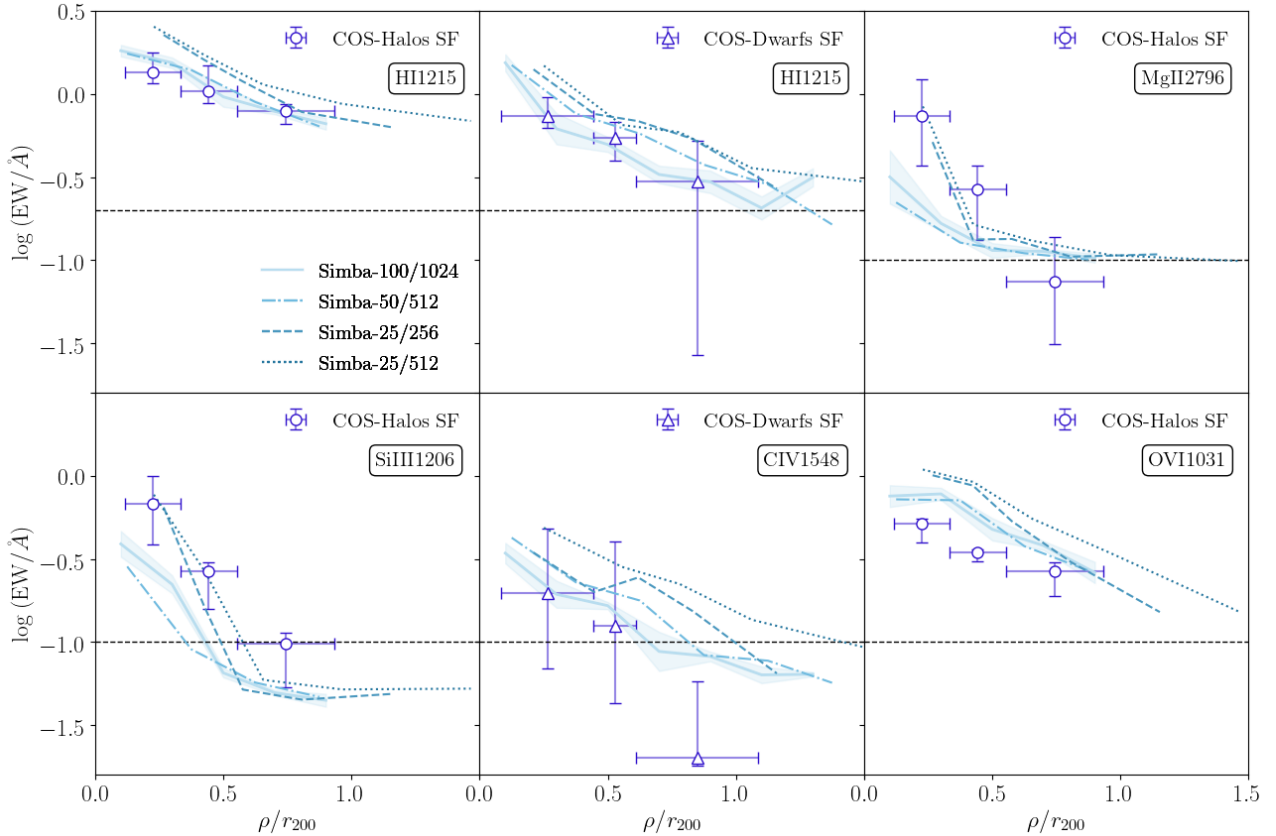 COS-Halos SF
HI1215
COS-Dwarfs SF
HI1215
COS-Halos SF
MgII2796
0.5
0.0
−0.5
−1.0
−1.5
log (EW/Å)
Simba-100/1024
Simba-50/512
Simba-25/256
Simba-25/512
COS-Halos SF
SiIII1206
COS-Dwarfs SF
CIV1548
COS-Halos SF
OVI1031
0.0
−0.5
−1.0
−1.5
log (EW/Å)
0.0 0.5 1.0 0.0 0.5 1.0 0.0 0.5 1.0 1.5
ρ/r₂₀₀ ρ/r₂₀₀ ρ/r₂₀₀